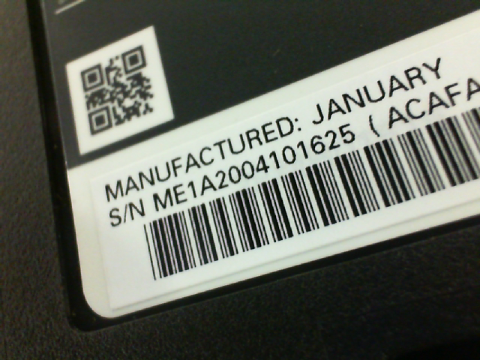 MANUFACTURED: JANUARY
S/N ME1A2004101625 (ACAFA